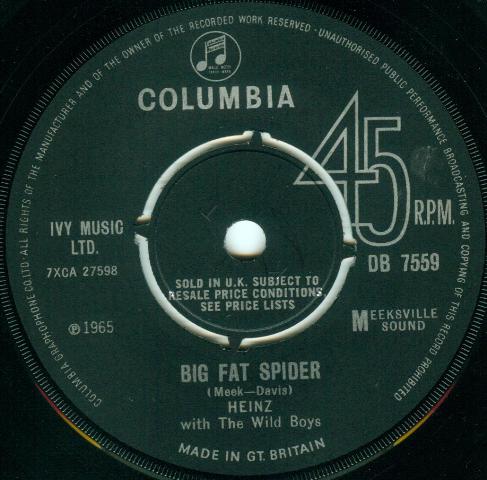 ALL RIGHTS OF THE MANUFACTURER AND OF THE OWNER OF THE RECORDED WORK RESERVED · UNAUTHORISED PUBLIC PERFORMANCE BROADCASTING AND COPYING OF THIS RECORD PROHIBITED
COLUMBIA GRAPHOPHONE CO. LTD.
COLUMBIA
45
R.P.M.
IVY MUSIC
LTD.
7XCA 27598
DB 7559
SOLD IN U.K. SUBJECT TO
RESALE PRICE CONDITIONS,
SEE PRICE LISTS
℗ 1965
MEEKSVILLE
SOUND
BIG FAT SPIDER
(Meek—Davis)
HEINZ
with The Wild Boys
MADE IN GT. BRITAIN